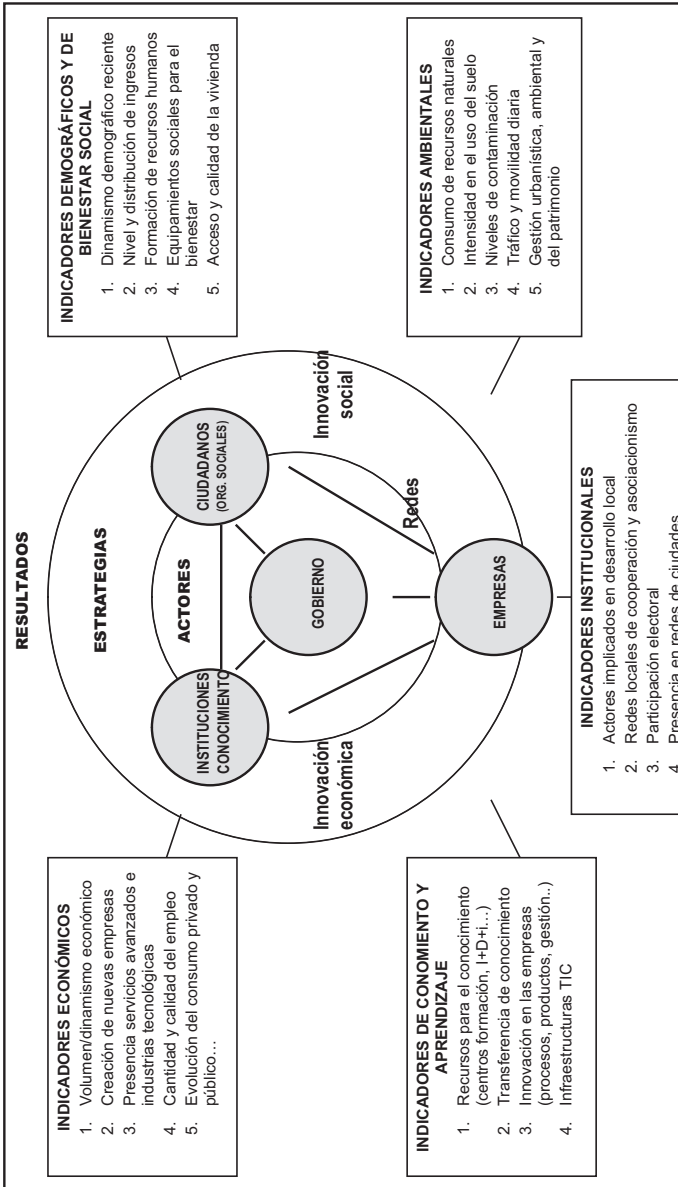 RESULTADOS
ESTRATEGIAS
ACTORES
INSTITUCIONES
CONOCIMIENTO
CIUDADANOS
(ORG. SOCIALES)
GOBIERNO
EMPRESAS
Redes
Innovación
económica
Innovación
social
INDICADORES ECONÓMICOS
1. Volumen/dinamismo económico
2. Creación de nuevas empresas
3. Presencia servicios avanzados e
industrias tecnológicas
4. Cantidad y calidad del empleo
5. Evolución del consumo privado y
público…
INDICADORES DEMOGRÁFICOS Y DE
BIENESTAR SOCIAL
1. Dinamismo demográfico reciente
2. Nivel y distribución de ingresos
3. Formación de recursos humanos
4. Equipamientos sociales para el
bienestar
5. Acceso y calidad de la vivienda
INDICADORES DE CONOMIENTO Y
APRENDIZAJE
1. Recursos para el conocimiento
(centros formación, I+D+i…)
2. Transferencia de conocimiento
3. Innovación en las empresas
(procesos, productos, gestión..)
4. Infraestructuras TIC
INDICADORES AMBIENTALES
1. Consumo de recursos naturales
2. Intensidad en el uso del suelo
3. Niveles de contaminación
4. Tráfico y movilidad diaria
5. Gestión urbanística, ambiental y
del patrimonio
INDICADORES INSTITUCIONALES
1. Actores implicados en desarrollo local
2. Redes locales de cooperación y asociacionismo
3. Participación electoral
4. Presencia en redes de ciudades